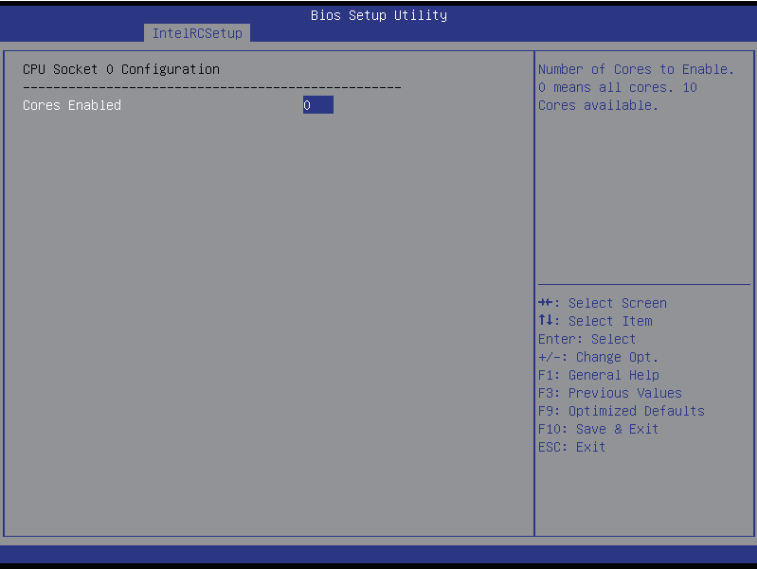 Bios Setup Utility
IntelRCSetup
CPU Socket 0 Configuration
--------------------------------------------------
Cores Enabled 0
Number of Cores to Enable.
0 means all cores. 10
Cores available.
→←: Select Screen
↑↓: Select Item
Enter: Select
+/-: Change Opt.
F1: General Help
F3: Previous Values
F9: Optimized Defaults
F10: Save & Exit
ESC: Exit